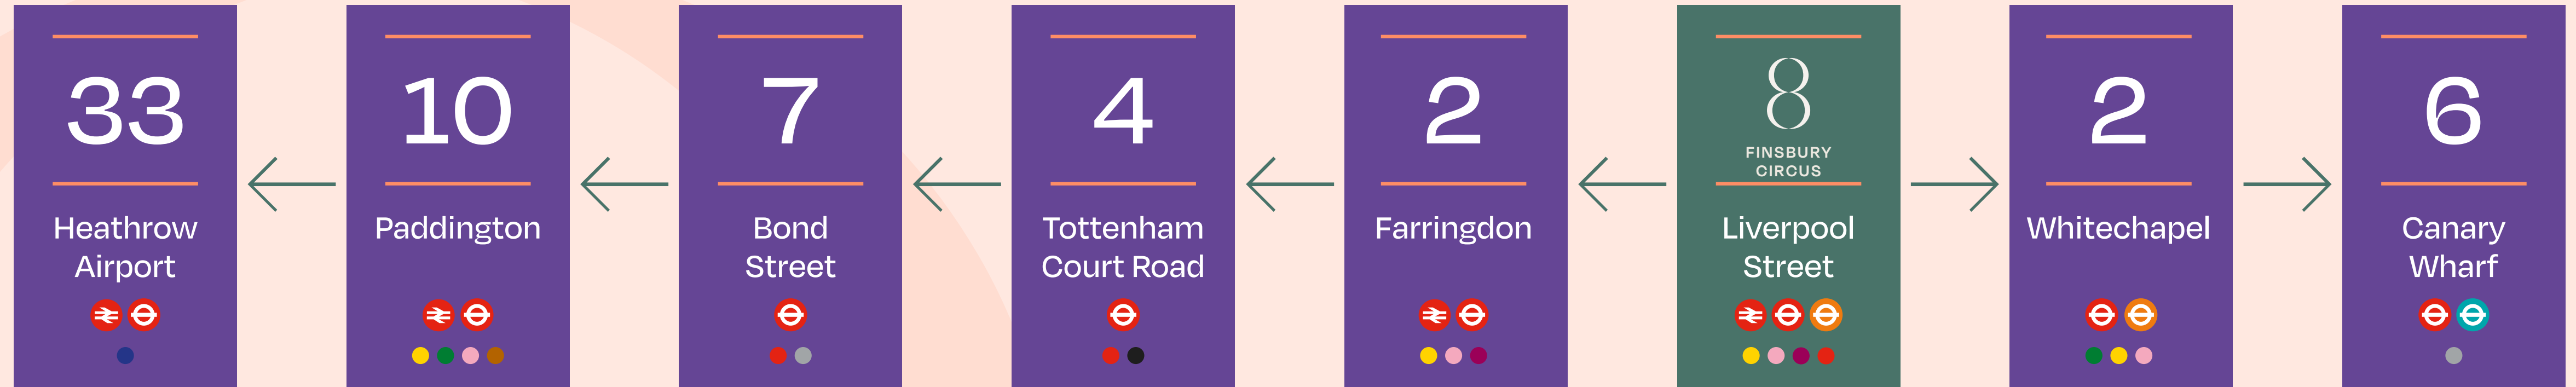 33
Heathrow
Airport
10
Paddington
7
Bond
Street
4
Tottenham
Court Road
2
Farringdon
8
FINSBURY
CIRCUS
Liverpool
Street
2
Whitechapel
6
Canary
Wharf